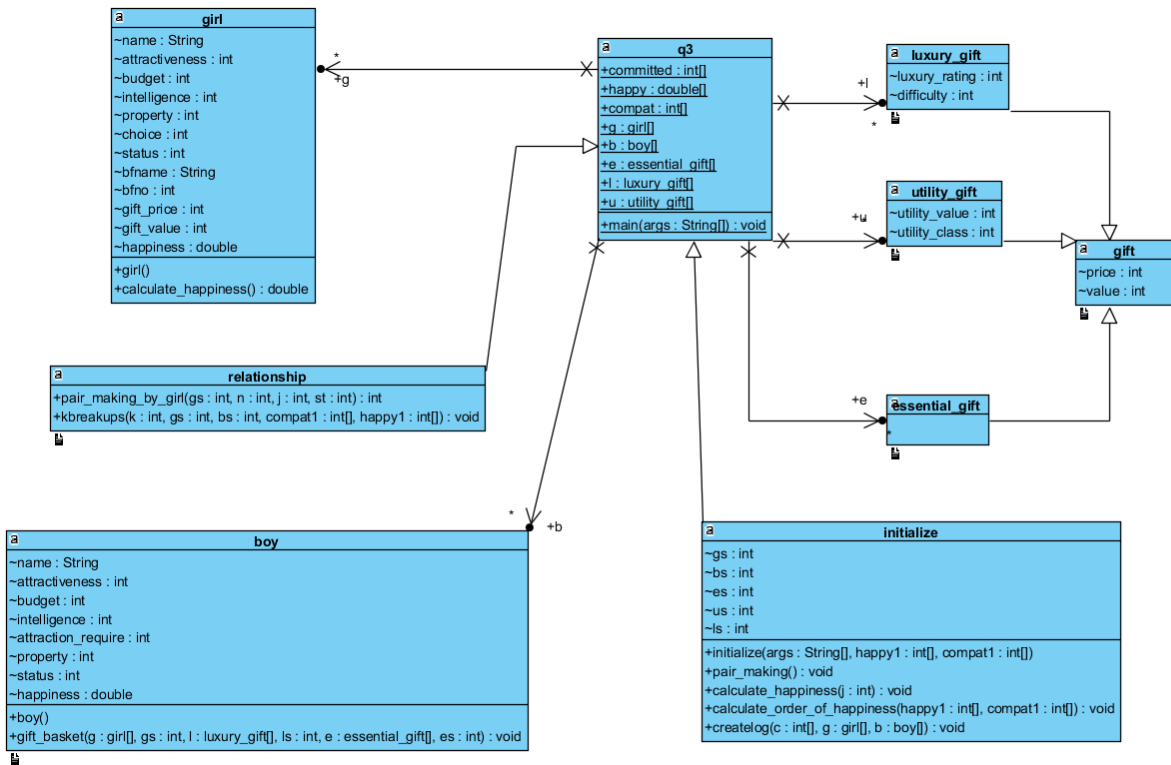 girl
~name : String
~attractiveness : int
~budget : int
~intelligence : int
~property : int
~choice : int
~status : int
~bfname : String
~bfno : int
~gift_price : int
~gift_value : int
~happiness : double
+girl()
+calculate_happiness() : double
*
+g
q3
+committed : int[]
+happy : double[]
+compat : int[]
+g : girl[]
+b : boy[]
+e : essential_gift[]
+l : luxury_gift[]
+u : utility_gift[]
+main(args : String[]) : void
+l
*
luxury_gift
~luxury_rating : int
~difficulty : int
+u
utility_gift
~utility_value : int
~utility_class : int
gift
~price : int
~value : int
relationship
+pair_making_by_girl(gs : int, n : int, j : int, st : int) : int
+kbreakups(k : int, gs : int, bs : int, compat1 : int[], happy1 : int[]) : void
+e
essential_gift
*
*
+b
boy
~name : String
~attractiveness : int
~budget : int
~intelligence : int
~attraction_require : int
~property : int
~status : int
~happiness : double
+boy()
+gift_basket(g : girl[], gs : int, l : luxury_gift[], ls : int, e : essential_gift[], es : int) : void
initialize
~gs : int
~bs : int
~es : int
~us : int
~ls : int
+initialize(args : String[], happy1 : int[], compat1 : int[])
+pair_making() : void
+calculate_happiness(j : int) : void
+calculate_order_of_happiness(happy1 : int[], compat1 : int[]) : void
+createlog(c : int[], g : girl[], b : boy[]) : void